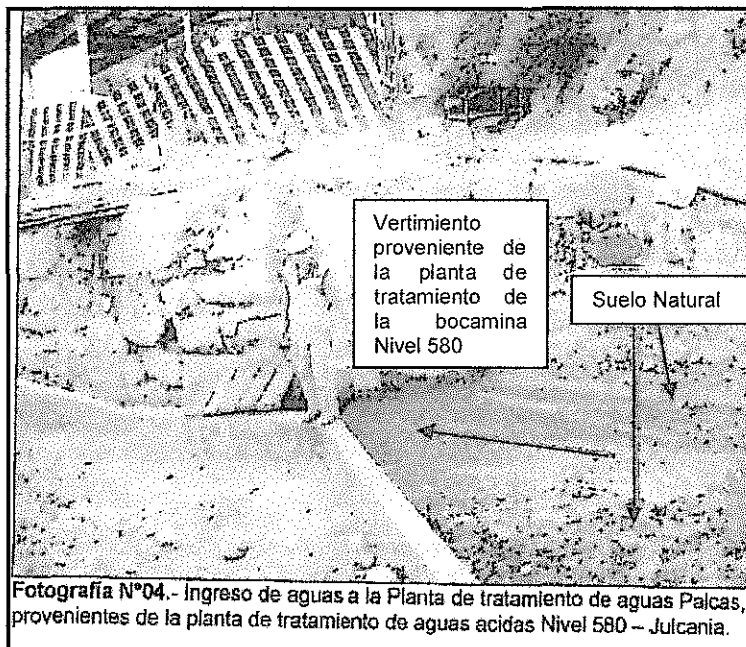 Vertimiento
proveniente de
la planta de
tratamiento de
la bocamina
Nivel 580
Suelo Natural
Fotografía Nº04.- Ingreso de aguas a la Planta de tratamiento de aguas Palcas,
provenientes de la planta de tratamiento de aguas acidas Nivel 580 – Julcania.